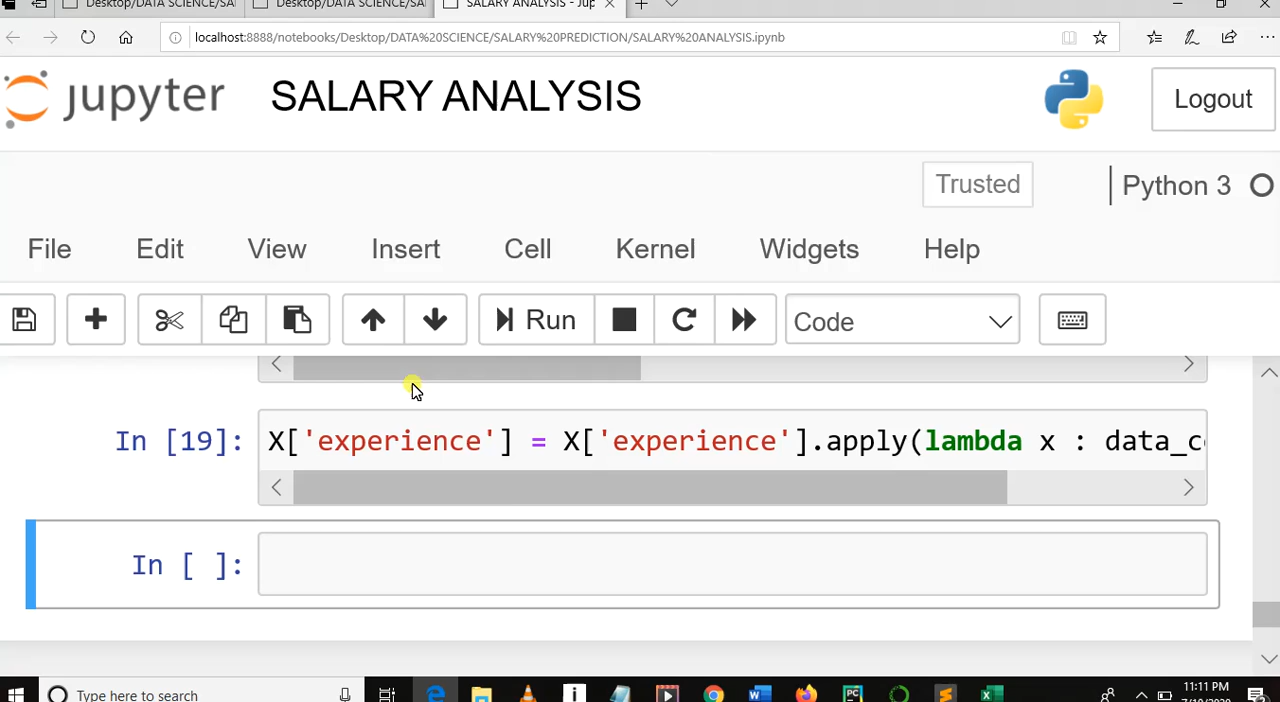 Desktop/DATA SCIENCE/SA Desktop/DATA SCIENCE/SA SALARY ANALYSIS - Jup
localhost:8888/notebooks/Desktop/DATA%20SCIENCE/SALARY%20PREDICTION/SALARY%20ANALYSIS.ipynb
jupyter SALARY ANALYSIS Logout
Trusted Python 3
File Edit View Insert Cell Kernel Widgets Help
Run Code
In [19]: X['experience'] = X['experience'].apply(lambda x : data_c
In [ ]:
Type here to search 11:11 PM